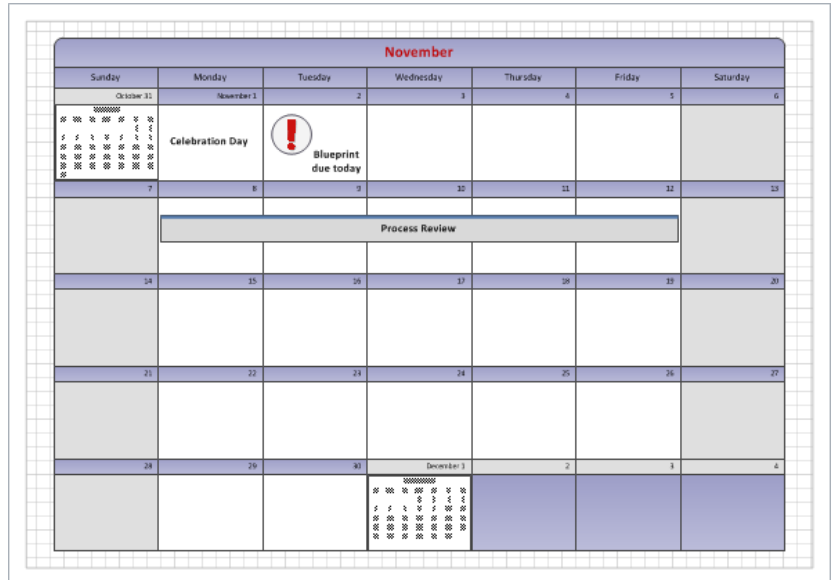 November
Sunday Monday Tuesday Wednesday Thursday Friday Saturday
October 31 November 1 2 3 4 5 6
Celebration Day
Blueprint
due today
7 8 9 10 11 12 13
Process Review
14 15 16 17 18 19 20
21 22 23 24 25 26 27
28 29 30 December 1 2 3 4